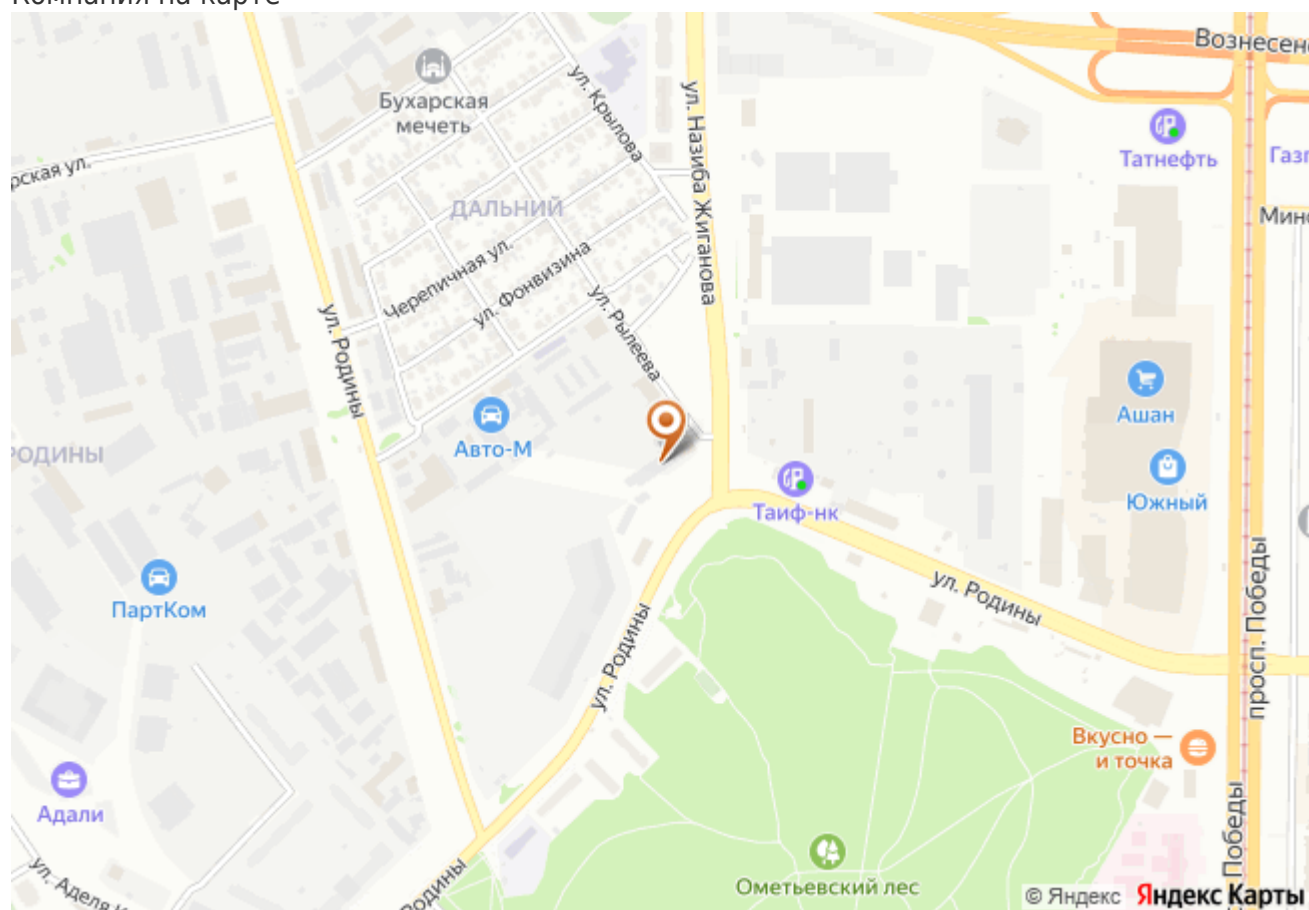 Компания на карте
Вознесен
Бухарская
мечеть
ул. Крылова
ул. Назиба Жиганова
Татнефть
Газп
рская ул.
ДАЛЬНИЙ
Мин
Черепичная ул.
ул. Фонвизина
ул. Рылеева
ул. Родины
Ашан
Авто-М
РОДИНЫ
Южный
Таиф-нк
просп. Победы
ПартКом
ул. Родины
ул. Родины
Вкусно —
и точка
Адали
Победы
Ометьевский лес
ул. Аделя К
Родины
© Яндекс Яндекс Карты